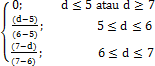 0; d ≤ 5 atau d ≥ 7
(d−5)/(6−5); 5 ≤ d ≤ 6
(7−d)/(7−6); 6 ≤ d ≤ 7